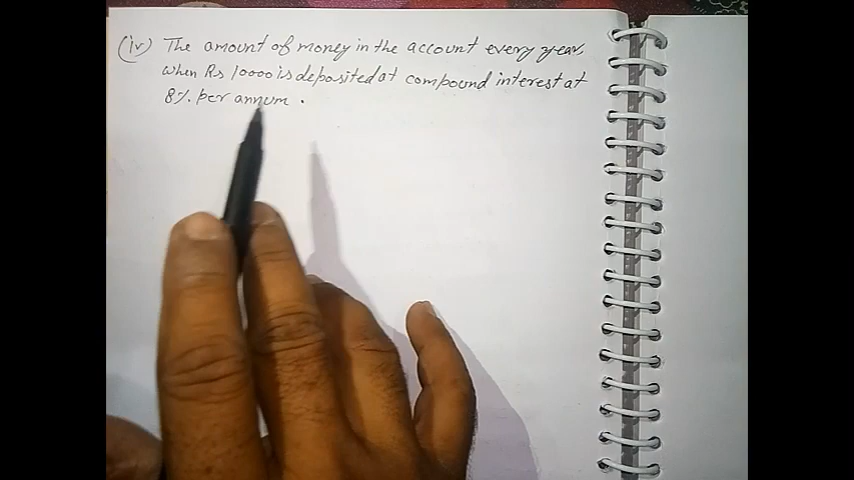 (iv) The amount of money in the account every year,
when Rs 10000 is deposited at compound interest at
8% per annum.